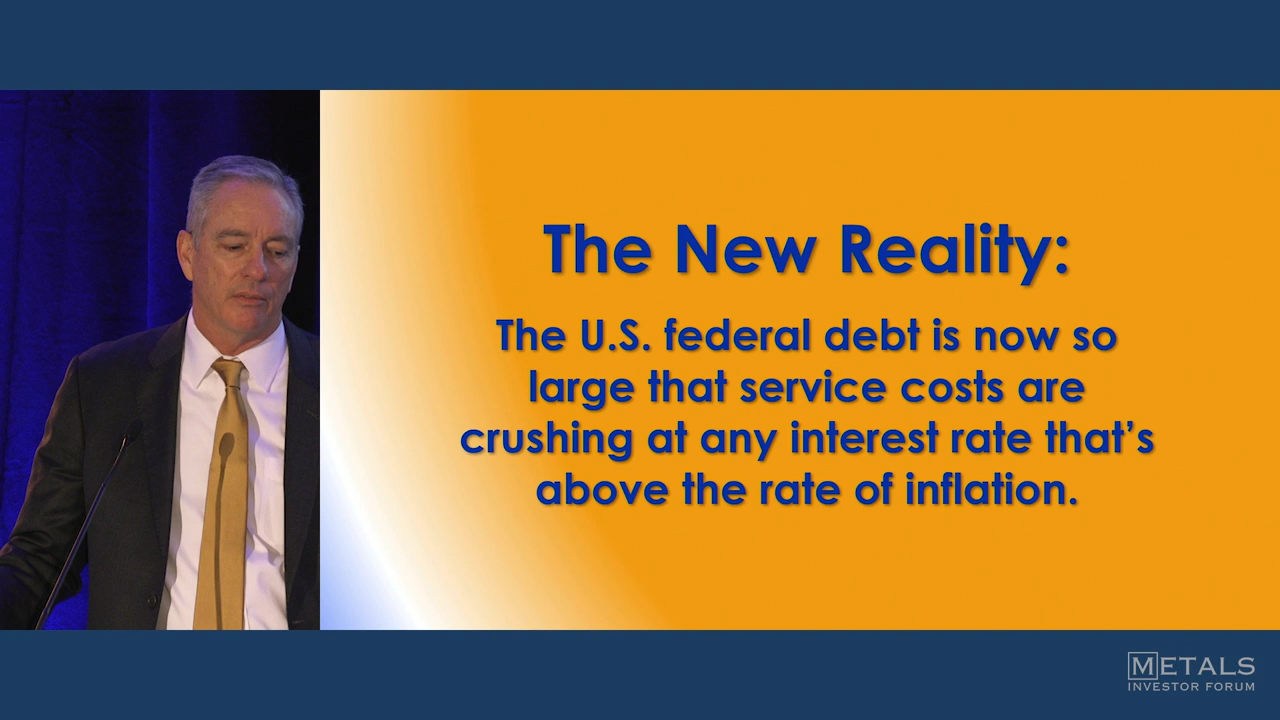 The New Reality:
The U.S. federal debt is now so
large that service costs are
crushing at any interest rate that’s
above the rate of inflation.
METALS
INVESTOR FORUM